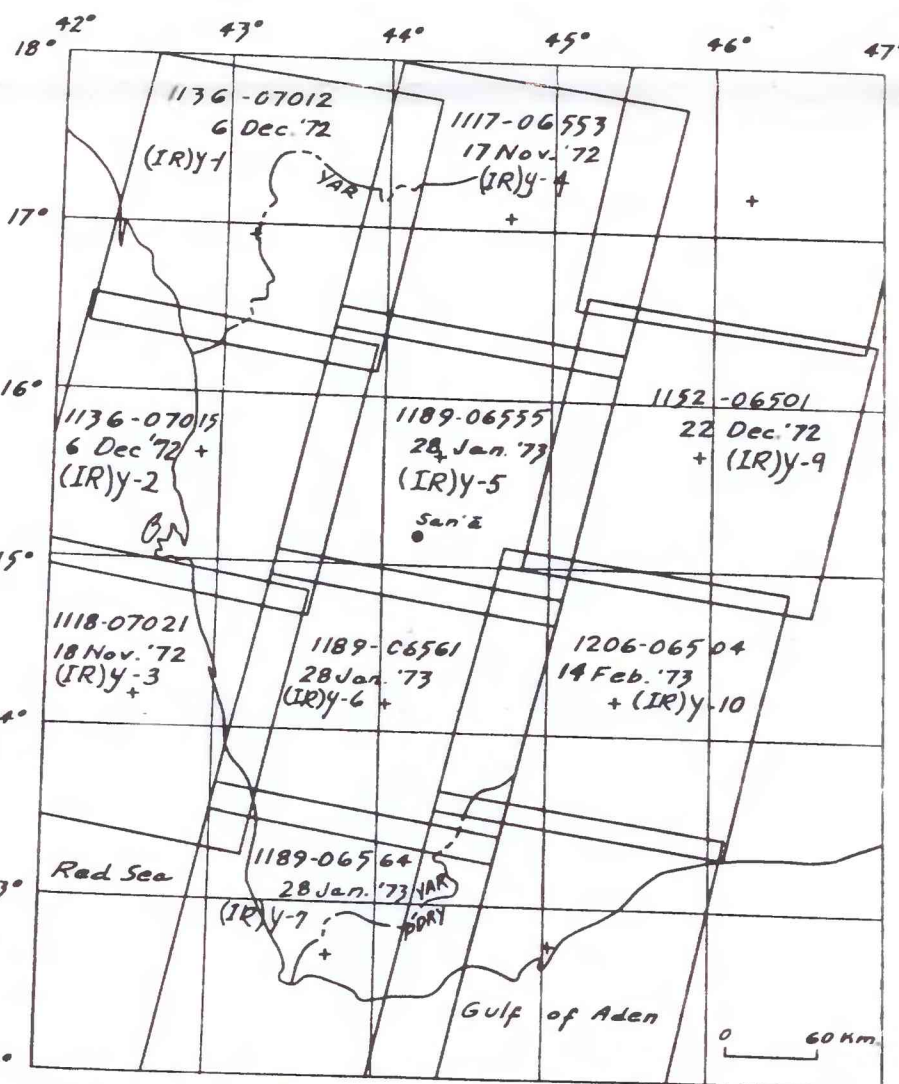 42° 43° 44° 45° 46° 47°
18°
1136-07012
6 Dec. '72
(IR)Y-1
1117-06553
17 Nov. '72
(IR)Y-4
YAR
17°
16°
1136-07015
6 Dec '72
(IR)Y-2
1189-06555
28 Jan. '73
(IR)Y-5
San'a
1152-06501
22 Dec. '72
(IR)Y-9
15°
1118-07021
18 Nov. '72
(IR)Y-3
1189-06561
28 Jan. '73
(IR)Y-6
1206-06504
14 Feb. '73
(IR)Y-10
4°
Red Sea
1189-06564
28 Jan. '73
(IR)Y-7
YAR
PDRY
3°
Gulf of Aden
0 60 Km.
°